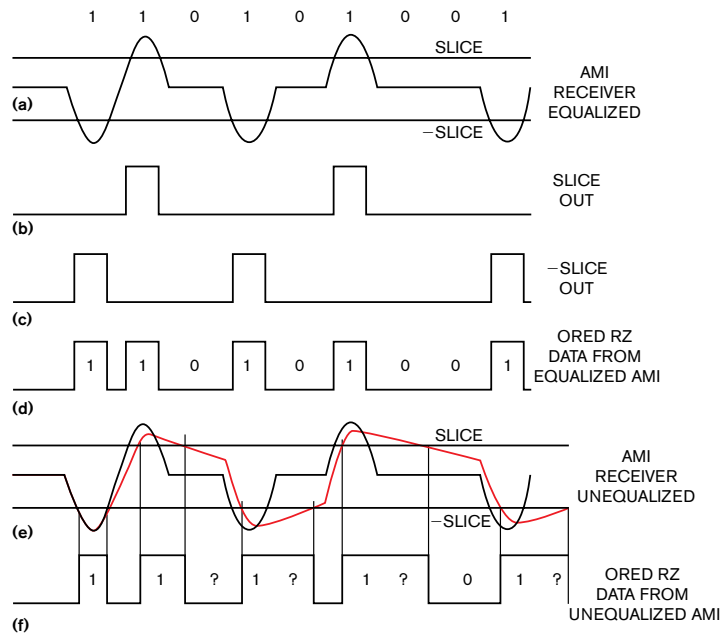 1 1 0 1 0 1 0 0 1
SLICE
AMI
RECEIVER
EQUALIZED
(a)
−SLICE
SLICE
OUT
(b)
−SLICE
OUT
(c)
ORED RZ
DATA FROM
EQUALIZED AMI
1 1 0 1 0 1 0 0 1
(d)
SLICE
AMI
RECEIVER
UNEQUALIZED
−SLICE
(e)
1 1 ? 1 ? 1 ? 0 1 ?
ORED RZ
DATA FROM
UNEQUALIZED AMI
(f)